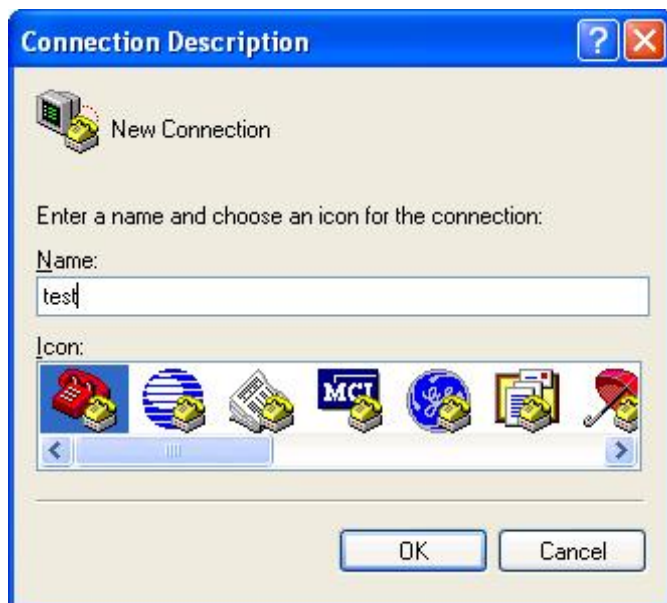 Connection Description
New Connection
Enter a name and choose an icon for the connection:
Name:
test
Icon:
MCI
OK Cancel